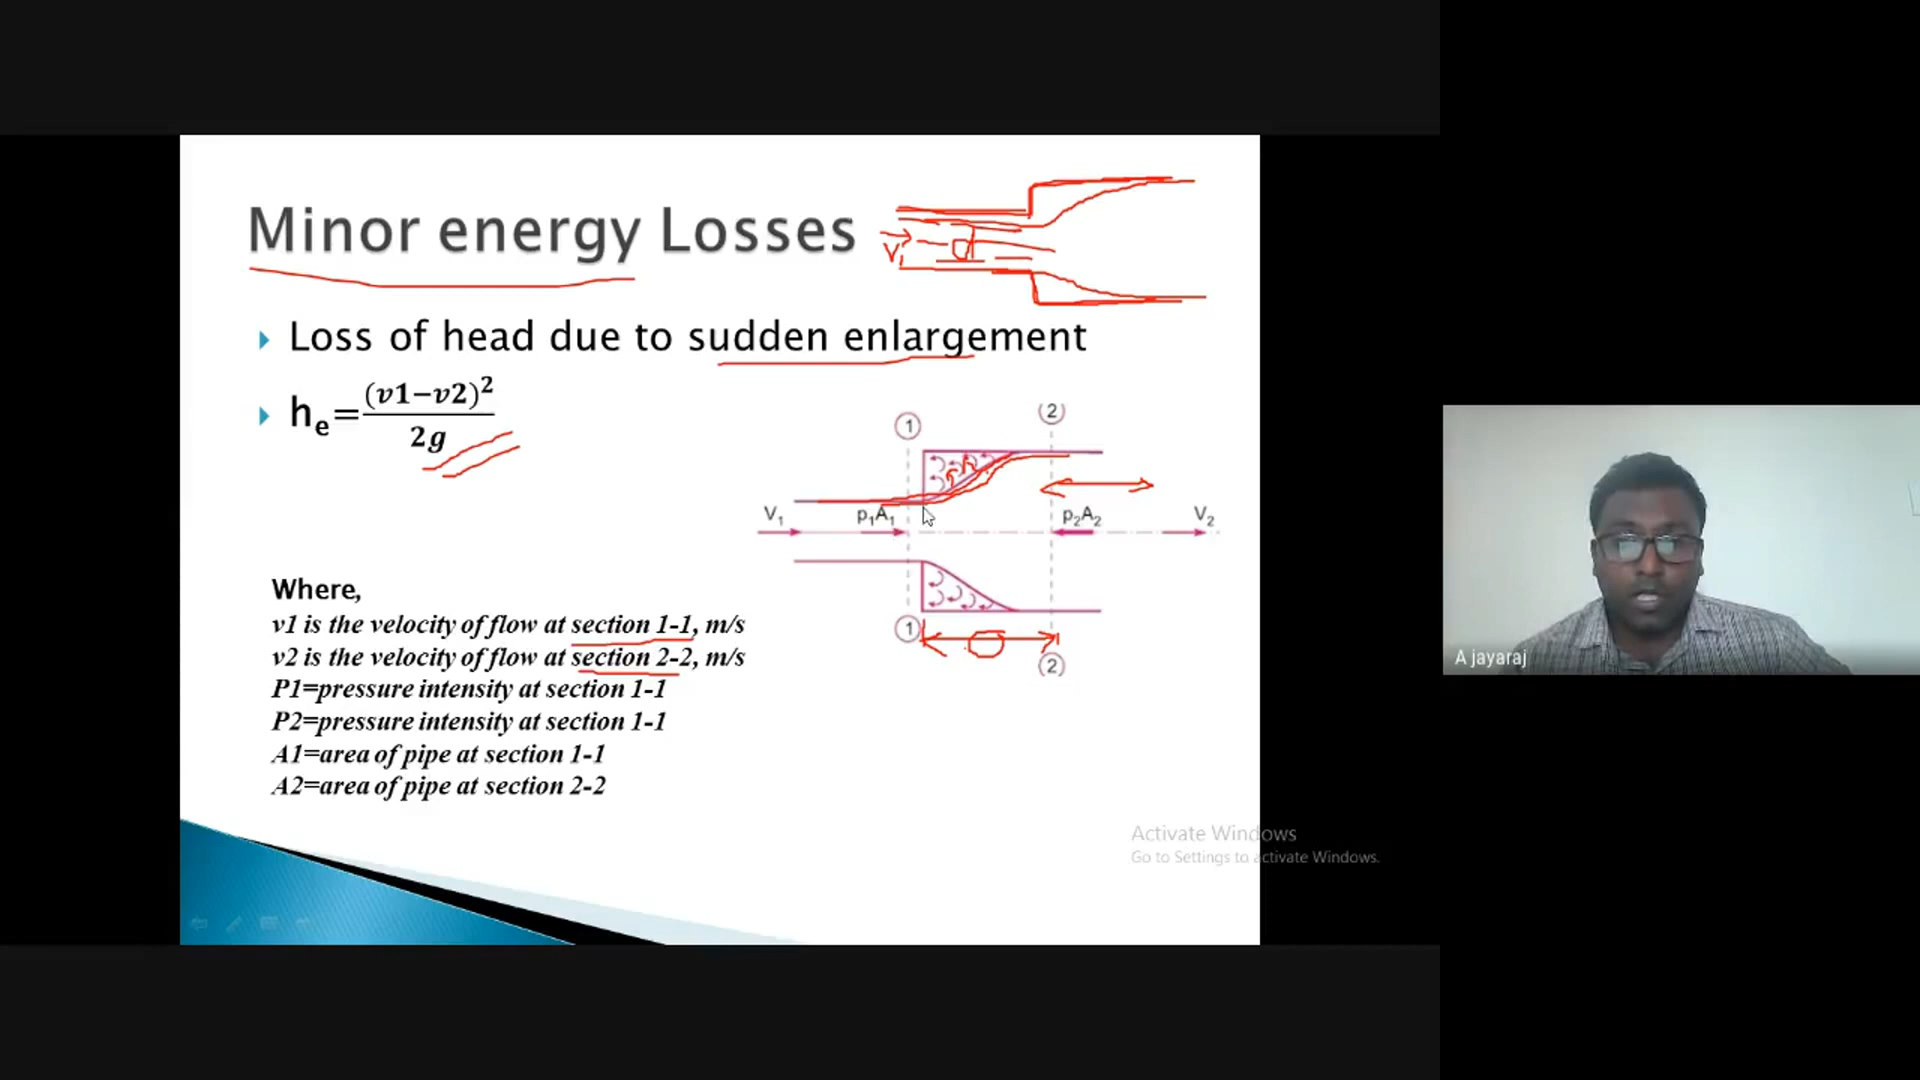 Minor energy Losses
V1
d
Loss of head due to sudden enlargement
he=(v1−v2)²/2g
1
2
V1
p1A1
p2A2
V2
1
2
Where,
v1 is the velocity of flow at section 1-1, m/s
v2 is the velocity of flow at section 2-2, m/s
P1=pressure intensity at section 1-1
P2=pressure intensity at section 1-1
A1=area of pipe at section 1-1
A2=area of pipe at section 2-2
Activate Windows
Go to Settings to activate Windows.
A jayaraj